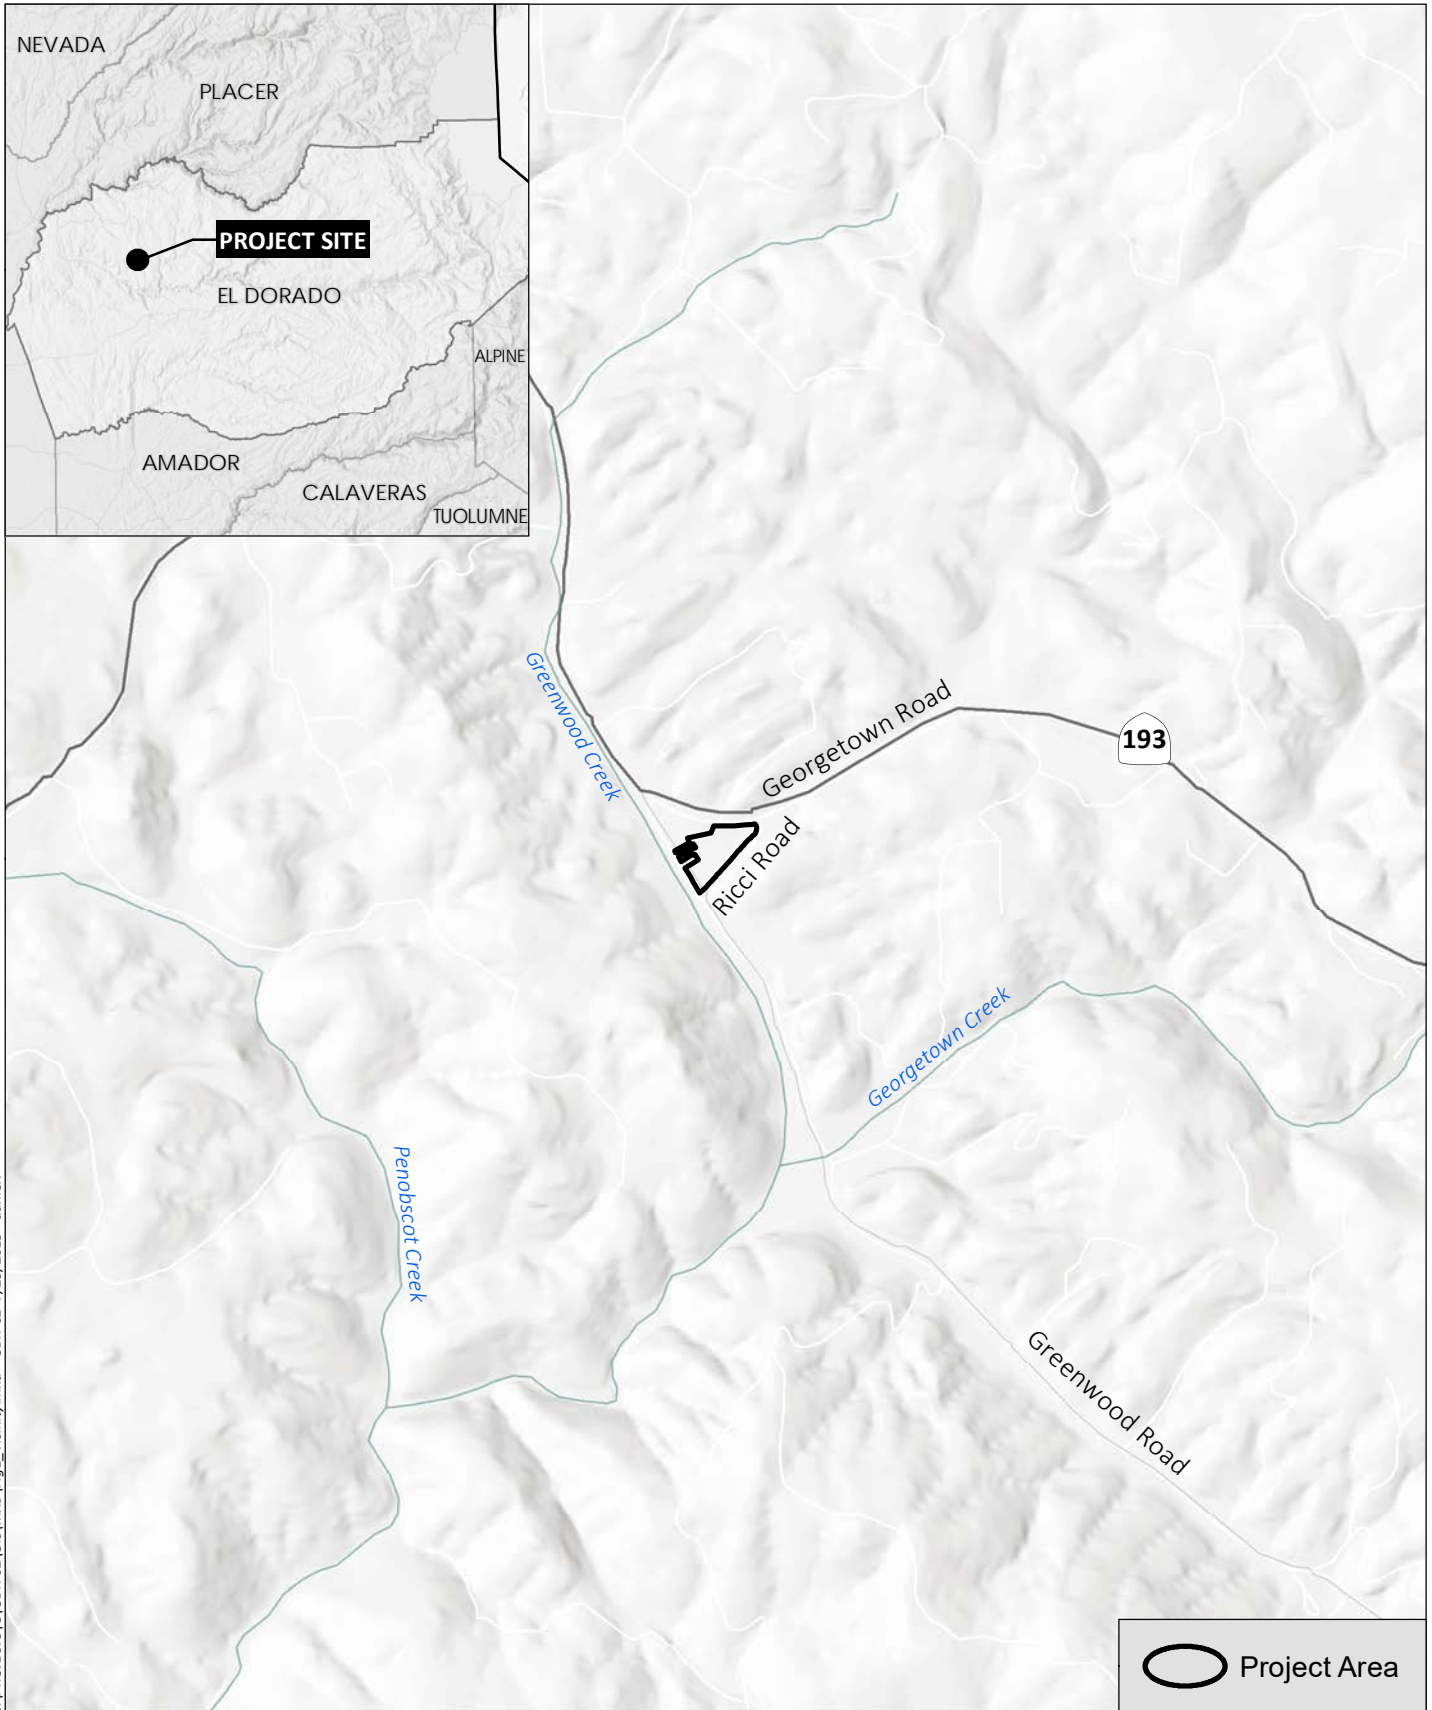 NEVADA
PLACER
PROJECT SITE
EL DORADO
ALPINE
AMADOR
CALAVERAS
TUOLUMNE
Greenwood Creek
Georgetown Road
193
Ricci Road
Georgetown Creek
Penobscot Creek
Greenwood Road
Project Area